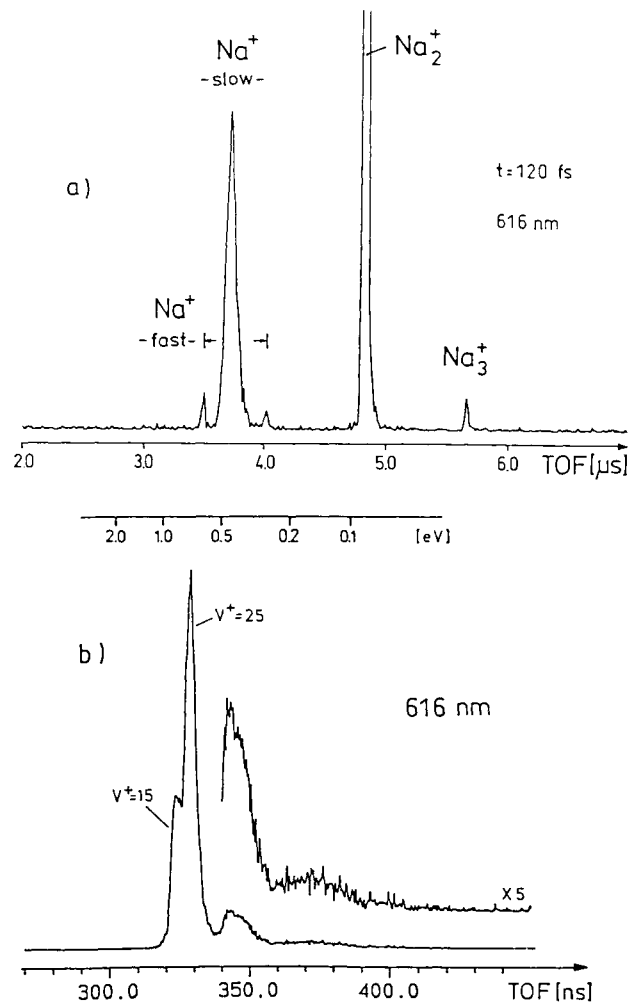 Na+
-slow-
Na2+
a)
t=120 fs
616 nm
Na+
-fast-
Na3+
2.0 3.0 4.0 5.0 6.0 TOF[µs]
2.0 1.0 0.5 0.2 0.1 [eV]
V+=25
b)
616 nm
V+=15
X5
300.0 350.0 400.0 TOF[ns]